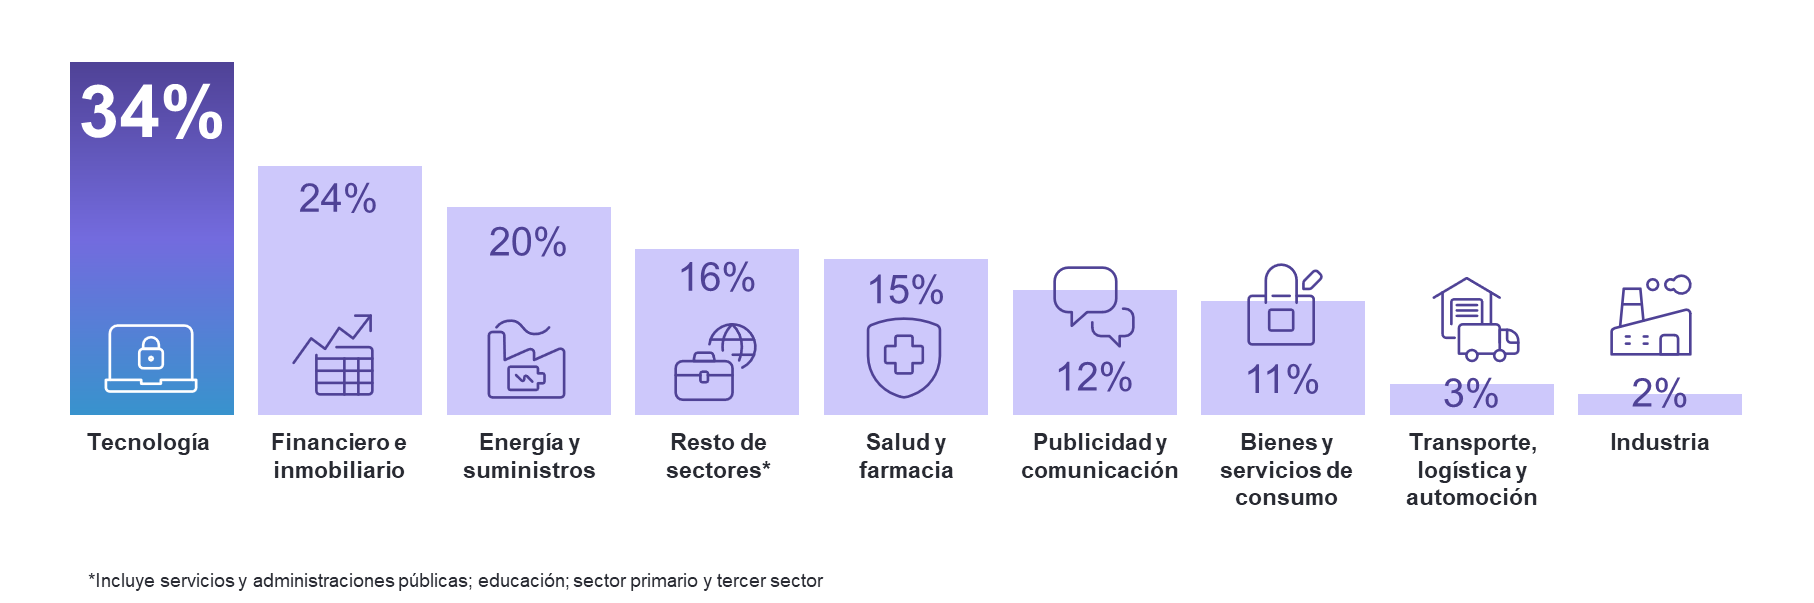 34%
24%
20%
16%
15%
12%
11%
3%
2%
Tecnología
Financiero e
inmobiliario
Energía y
suministros
Resto de
sectores*
Salud y
farmacia
Publicidad y
comunicación
Bienes y
servicios de
consumo
Transporte,
logística y
automoción
Industria
*Incluye servicios y administraciones públicas; educación; sector primario y tercer sector